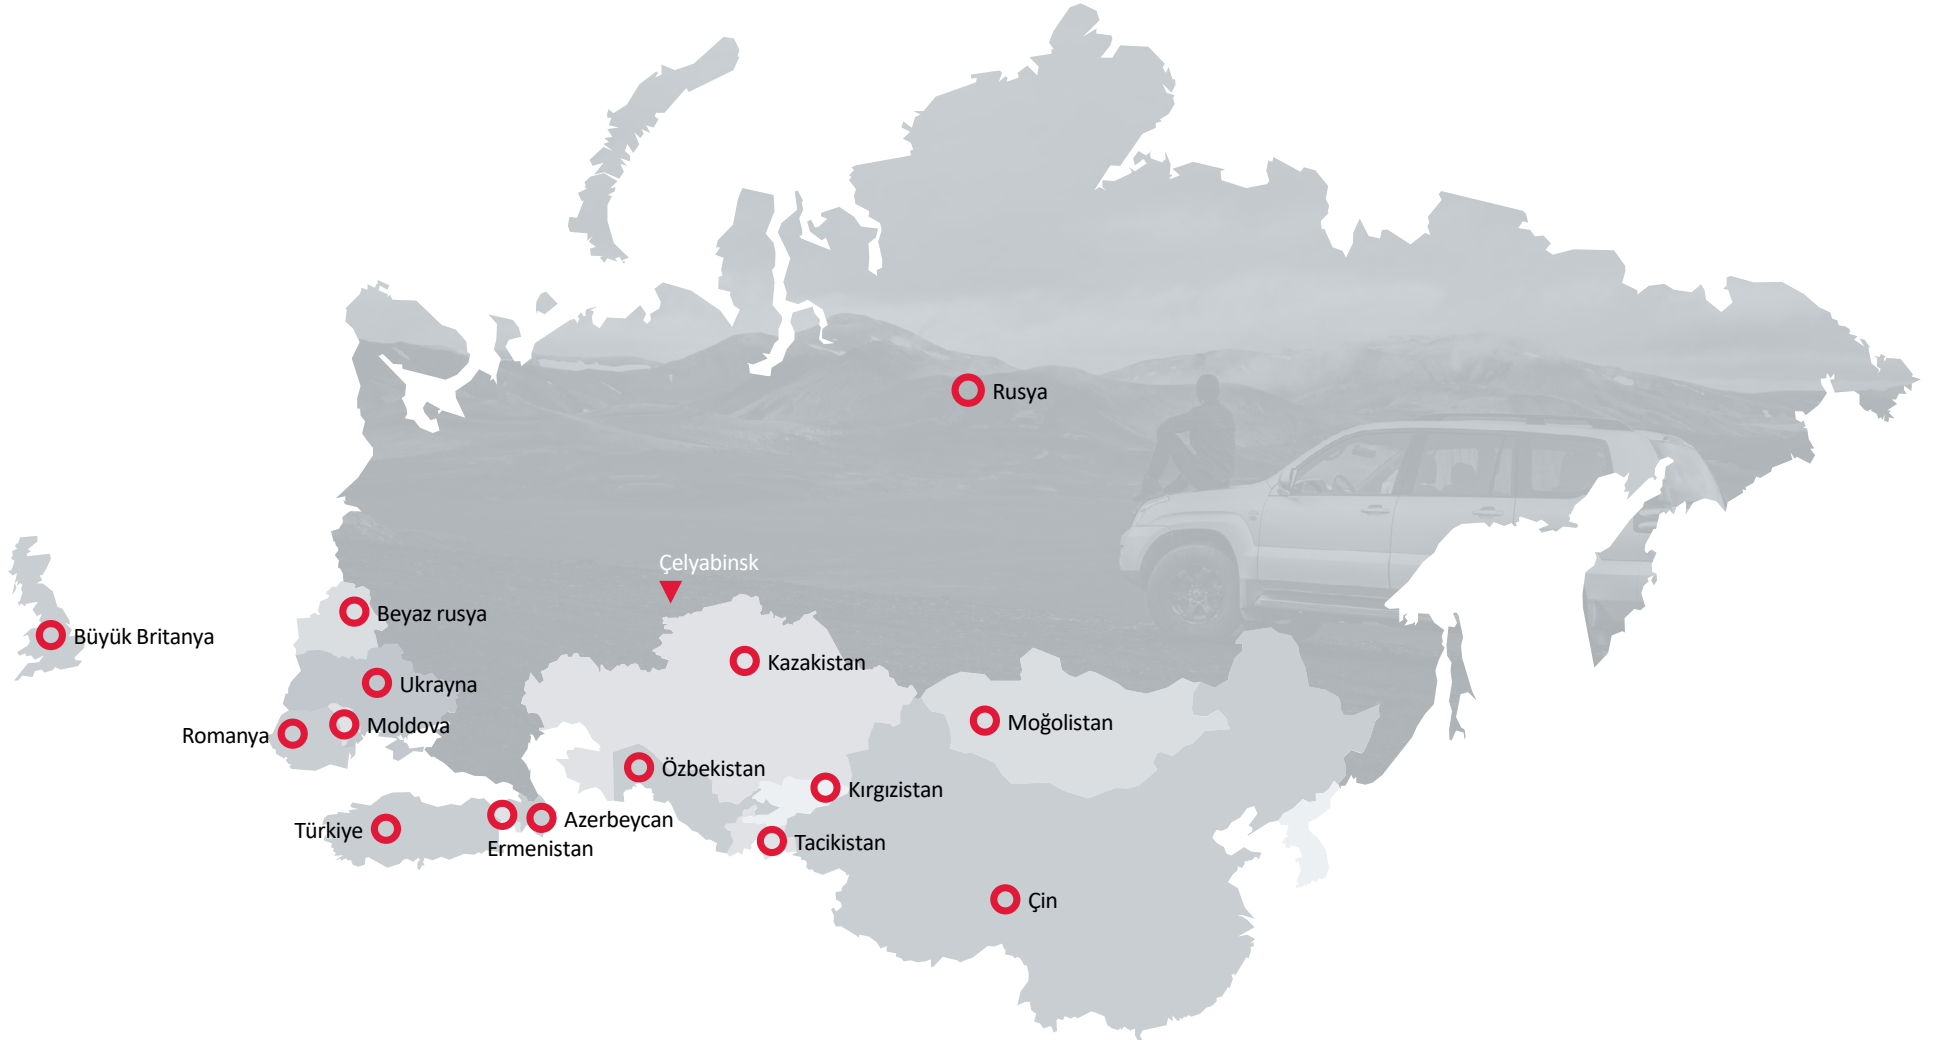 Rusya
Çelyabinsk
Beyaz rusya
Büyük Britanya
Kazakistan
Ukrayna
Moğolistan
Moldova
Romanya
Özbekistan
Kırgızistan
Azerbeycan
Türkiye
Ermenistan
Tacikistan
Çin